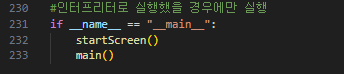 230 #인터프리터로 실행했을 경우에만 실행
231 if __name__ == "__main__":
232     startScreen()
233     main()